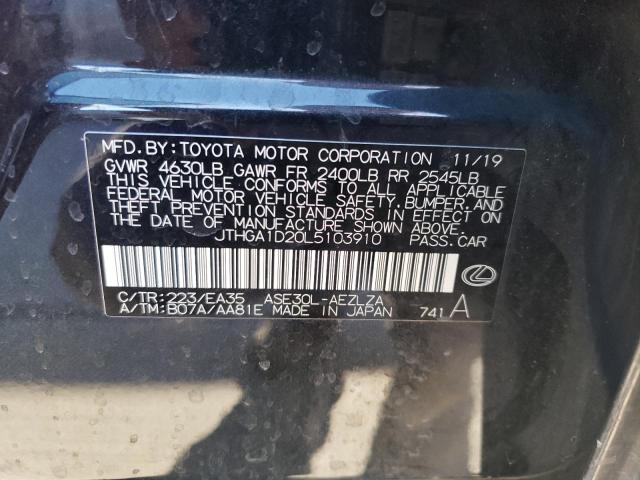 MFD.BY:TOYOTA MOTOR CORPORATION 11/19
GVWR 4630LB GAWR FR 2400LB RR 2545LB
THIS VEHICLE CONFORMS TO ALL APPLICABLE
FEDERAL MOTOR VEHICLE SAFETY,BUMPER,AND
THEFT PREVENTION STANDARDS IN EFFECT ON
THE DATE OF MANUFACTURE SHOWN ABOVE.
JTHGA1D20L5103910 PASS.CAR
C/TR:223/EA35 ASE30L-AEZLZA
A/TM:B07A/AA81E MADE IN JAPAN 741 A